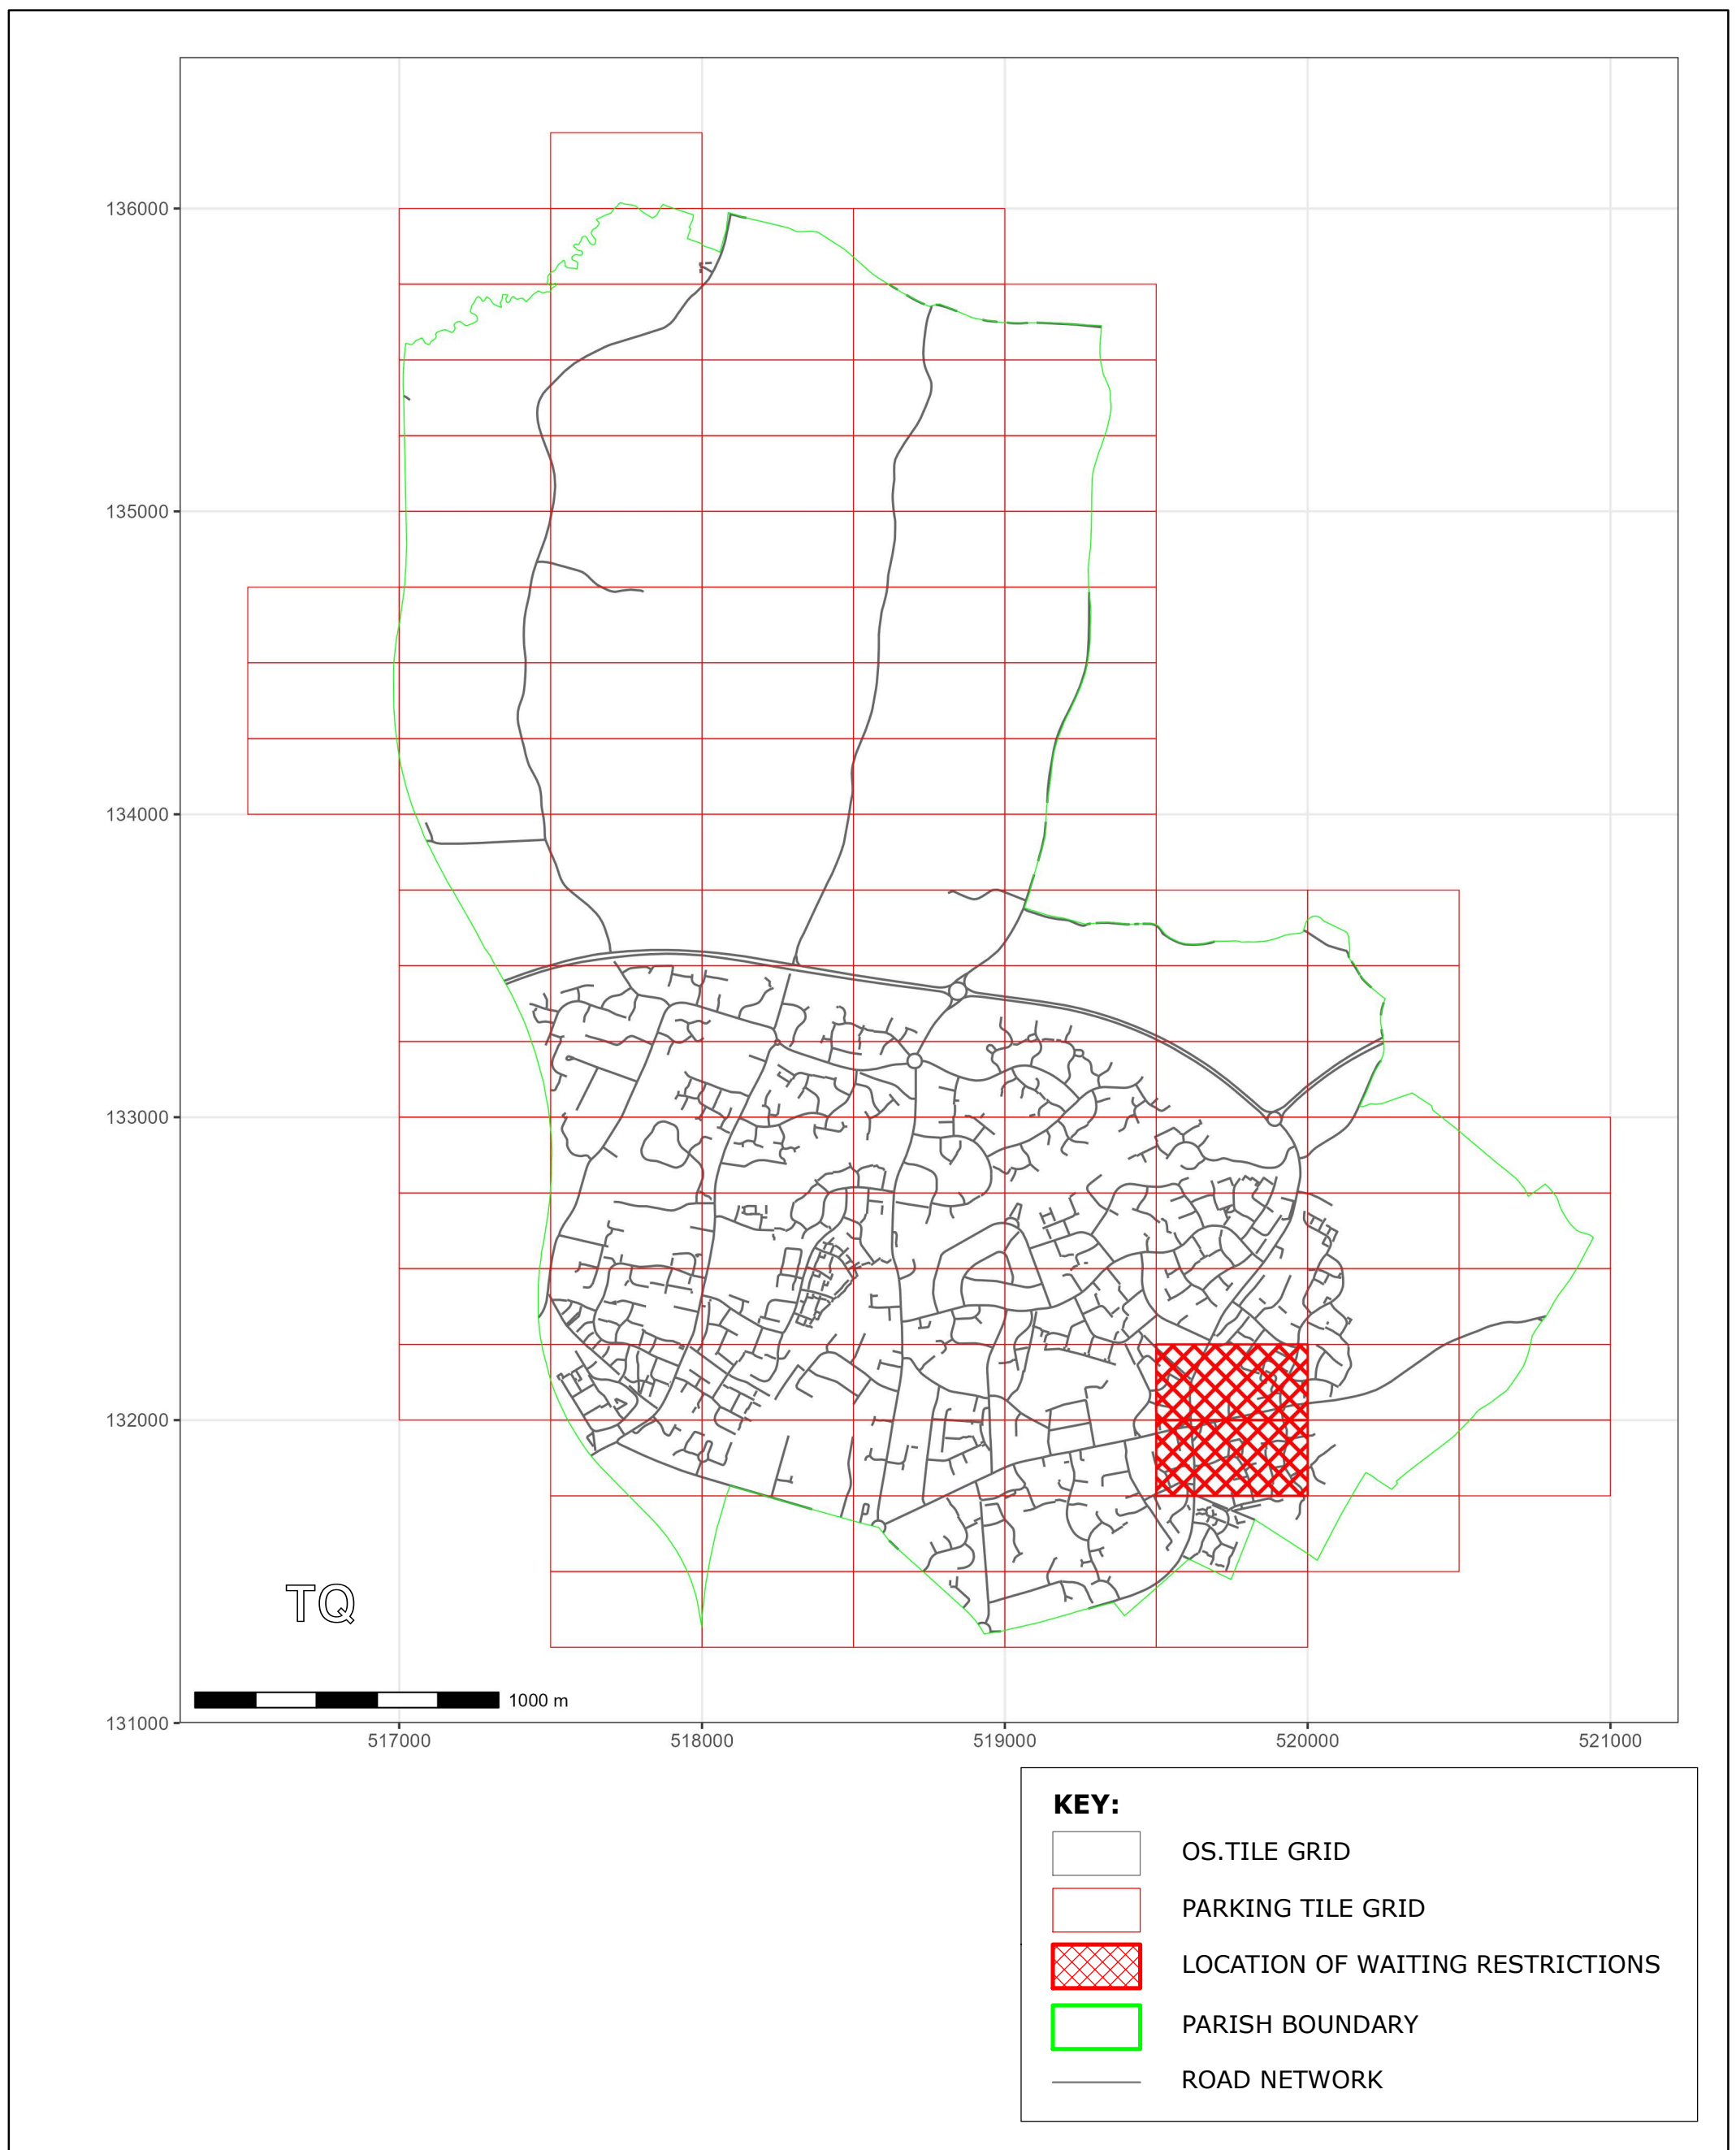 136000
135000
134000
133000
132000
TQ
1000 m
131000
517000 518000 519000 520000 521000
KEY:
OS.TILE GRID
PARKING TILE GRID
LOCATION OF WAITING RESTRICTIONS
PARISH BOUNDARY
ROAD NETWORK